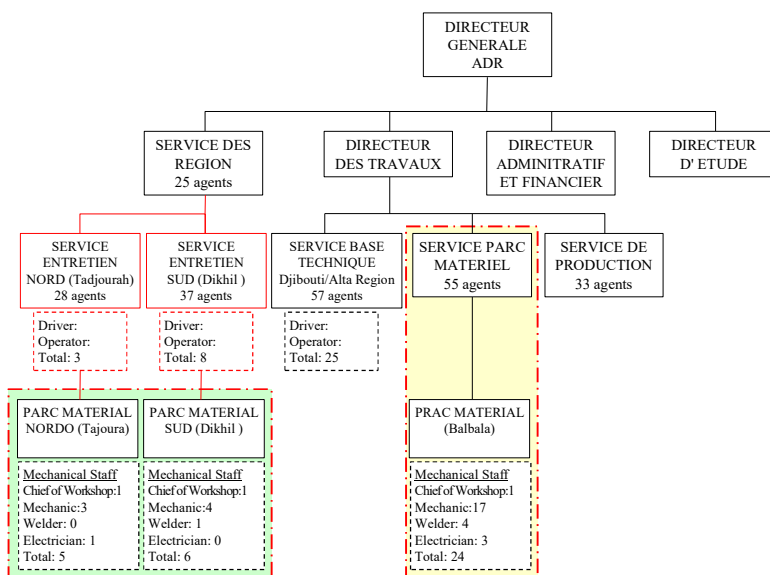 DIRECTEUR
GENERALE
ADR
SERVICE DES
REGION
25 agents
DIRECTEUR
DES TRAVAUX
DIRECTEUR
ADMINITRATIF
ET FINANCIER
DIRECTEUR
D' ETUDE
SERVICE
ENTRETIEN
NORD (Tadjourah)
28 agents
SERVICE
ENTRETIEN
SUD (Dikhil )
37 agents
SERVICE BASE
TECHNIQUE
Djibouti/Alta Region
57 agents
SERVICE PARC
MATERIEL
55 agents
SERVICE DE
PRODUCTION
33 agents
Driver:
Operator:
Total: 3
Driver:
Operator:
Total: 8
Driver:
Operator:
Total: 25
PARC MATERIAL
NORDO (Tajoura)
PARC MATERIAL
SUD (Dikhil )
PRAC MATERIAL
(Balbala)
Mechanical Staff
Chief of Workshop:1
Mechanic:3
Welder: 0
Electrician: 1
Total: 5
Mechanical Staff
Chief of Workshop:1
Mechanic:4
Welder: 1
Electrician: 0
Total: 6
Mechanical Staff
Chief of Workshop:1
Mechanic:17
Welder: 4
Electrician: 3
Total: 24